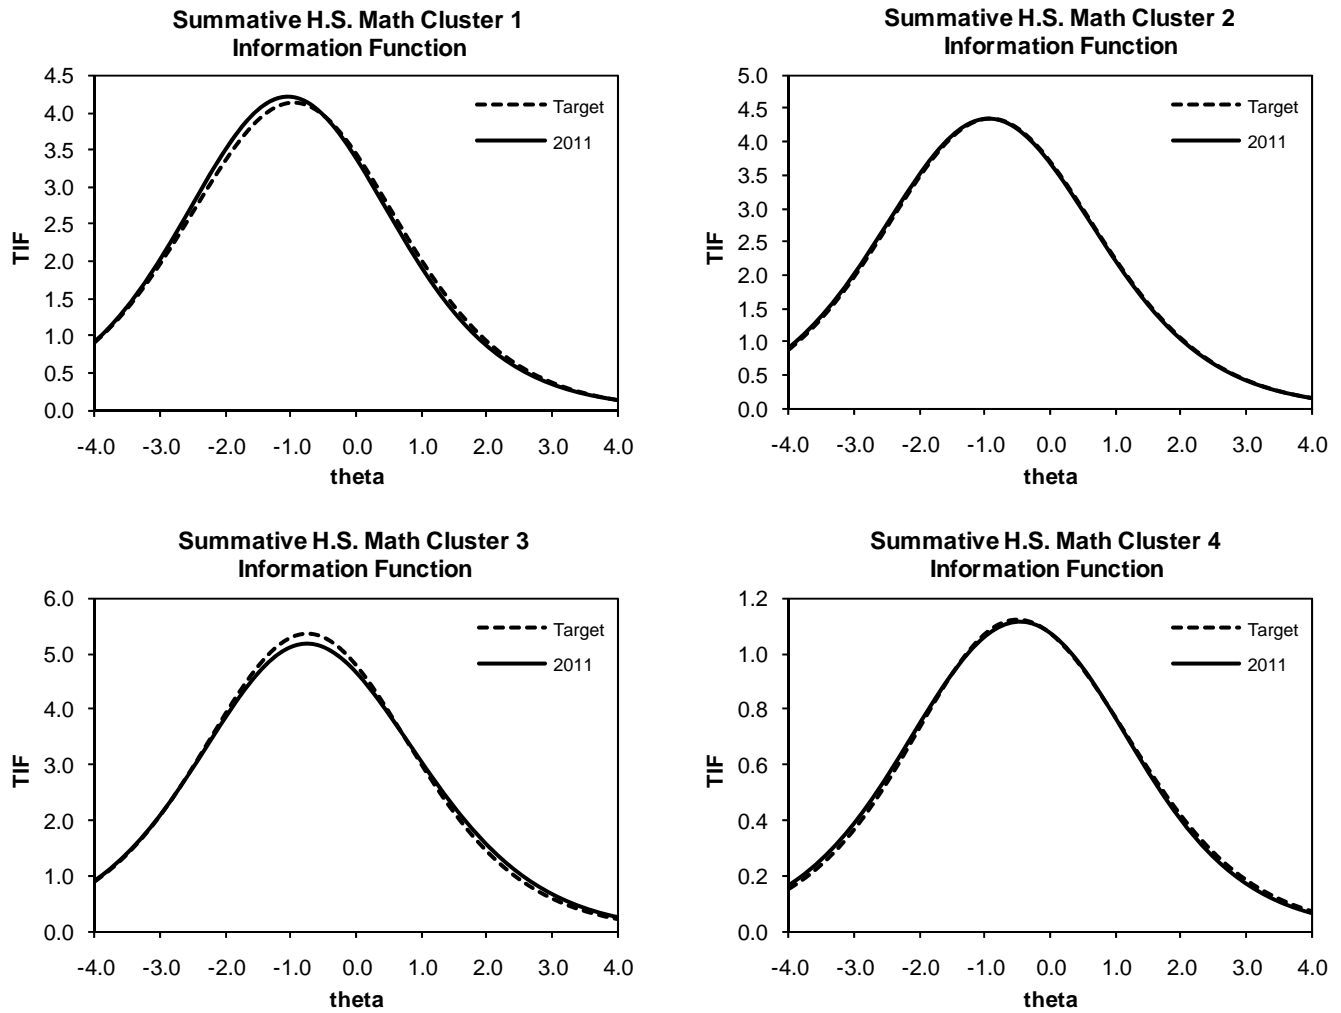 Summative H.S. Math Cluster 1
Information Function
4.5
4.0
3.5
3.0
2.5
2.0
1.5
1.0
0.5
0.0
TIF
Target
2011
-4.0 -3.0 -2.0 -1.0 0.0 1.0 2.0 3.0 4.0
theta
Summative H.S. Math Cluster 2
Information Function
5.0
4.5
4.0
3.5
3.0
2.5
2.0
1.5
1.0
0.5
0.0
TIF
Target
2011
-4.0 -3.0 -2.0 -1.0 0.0 1.0 2.0 3.0 4.0
theta
Summative H.S. Math Cluster 3
Information Function
6.0
5.0
4.0
3.0
2.0
1.0
0.0
TIF
Target
2011
-4.0 -3.0 -2.0 -1.0 0.0 1.0 2.0 3.0 4.0
theta
Summative H.S. Math Cluster 4
Information Function
1.2
1.0
0.8
0.6
0.4
0.2
0.0
TIF
Target
2011
-4.0 -3.0 -2.0 -1.0 0.0 1.0 2.0 3.0 4.0
theta